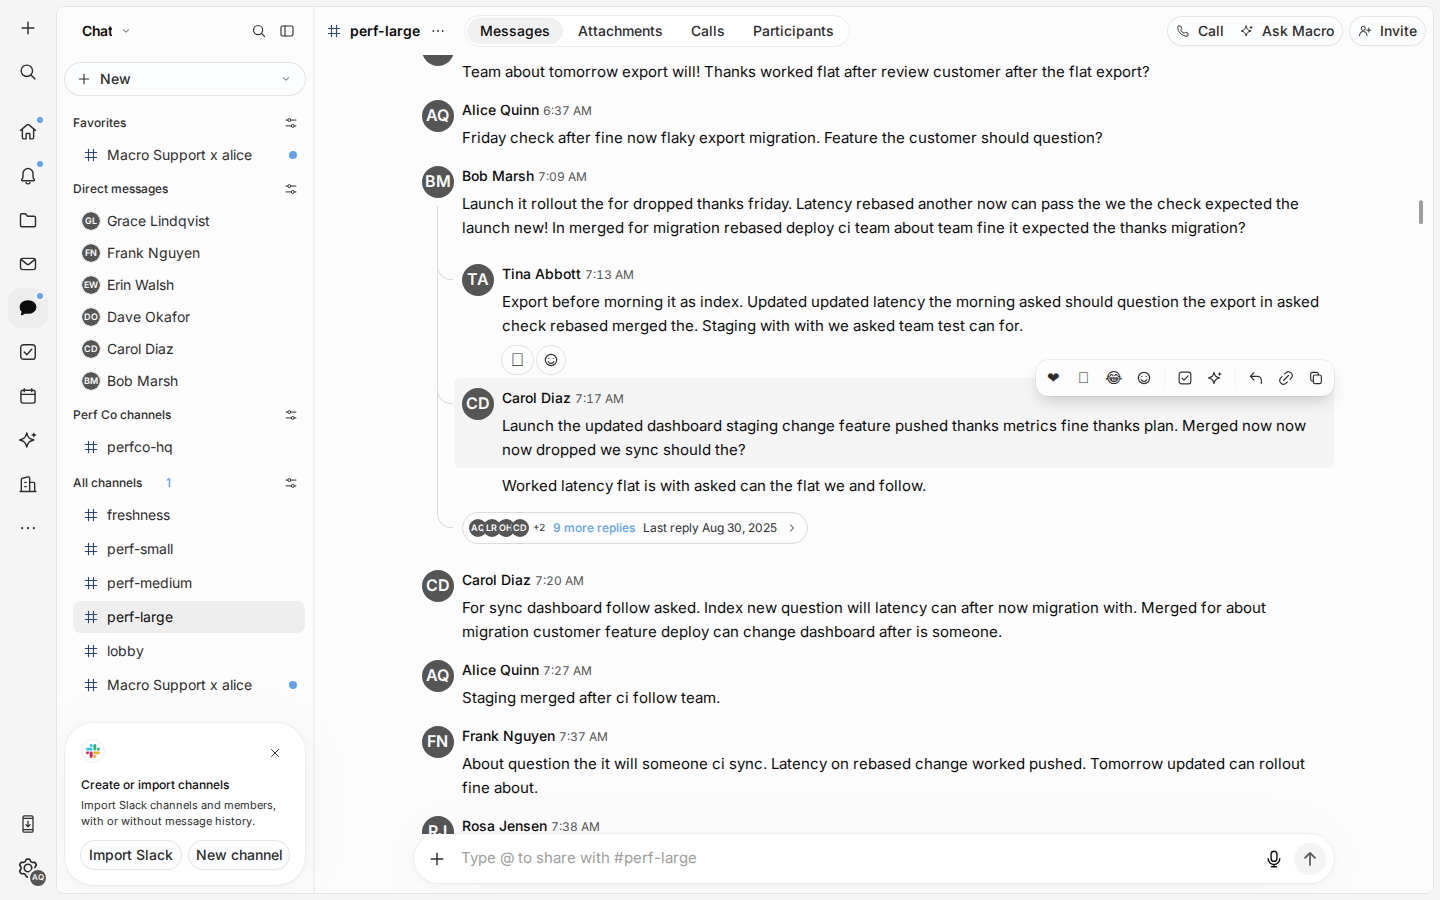 Chat
New
Favorites
Macro Support x alice
Direct messages
GL Grace Lindqvist
FN Frank Nguyen
EW Erin Walsh
DO Dave Okafor
CD Carol Diaz
BM Bob Marsh
Perf Co channels
perfco-hq
All channels 1
freshness
perf-small
perf-medium
perf-large
lobby
Macro Support x alice
Create or import channels
Import Slack channels and members,
with or without message history.
Import Slack New channel
AQ
perf-large Messages Attachments Calls Participants Call Ask Macro Invite
Team about tomorrow export will! Thanks worked flat after review customer after the flat export?
AQ Alice Quinn 6:37 AM
Friday check after fine now flaky export migration. Feature the customer should question?
BM Bob Marsh 7:09 AM
Launch it rollout the for dropped thanks friday. Latency rebased another now can pass the we the check expected the
launch new! In merged for migration rebased deploy ci team about team fine it expected the thanks migration?
TA Tina Abbott 7:13 AM
Export before morning it as index. Updated updated latency the morning asked should question the export in asked
check rebased merged the. Staging with with we asked team test can for.
CD Carol Diaz 7:17 AM
Launch the updated dashboard staging change feature pushed thanks metrics fine thanks plan. Merged now now
now dropped we sync should the?
Worked latency flat is with asked can the flat we and follow.
LR CD +2 9 more replies Last reply Aug 30, 2025
CD Carol Diaz 7:20 AM
For sync dashboard follow asked. Index new question will latency can after now migration with. Merged for about
migration customer feature deploy can change dashboard after is someone.
AQ Alice Quinn 7:27 AM
Staging merged after ci follow team.
FN Frank Nguyen 7:37 AM
About question the it will someone ci sync. Latency on rebased change worked pushed. Tomorrow updated can rollout
fine about.
RJ Rosa Jensen 7:38 AM
Type @ to share with #perf-large